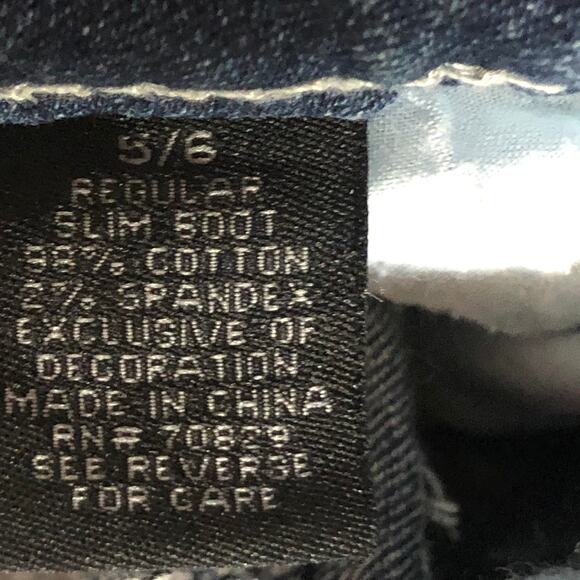 5/6
REGULAR
SLIM BOOT
98% COTTON
2% SPANDEX
EXCLUSIVE OF
DECORATION
MADE IN CHINA
RN# 70829
SEE REVERSE
FOR CARE